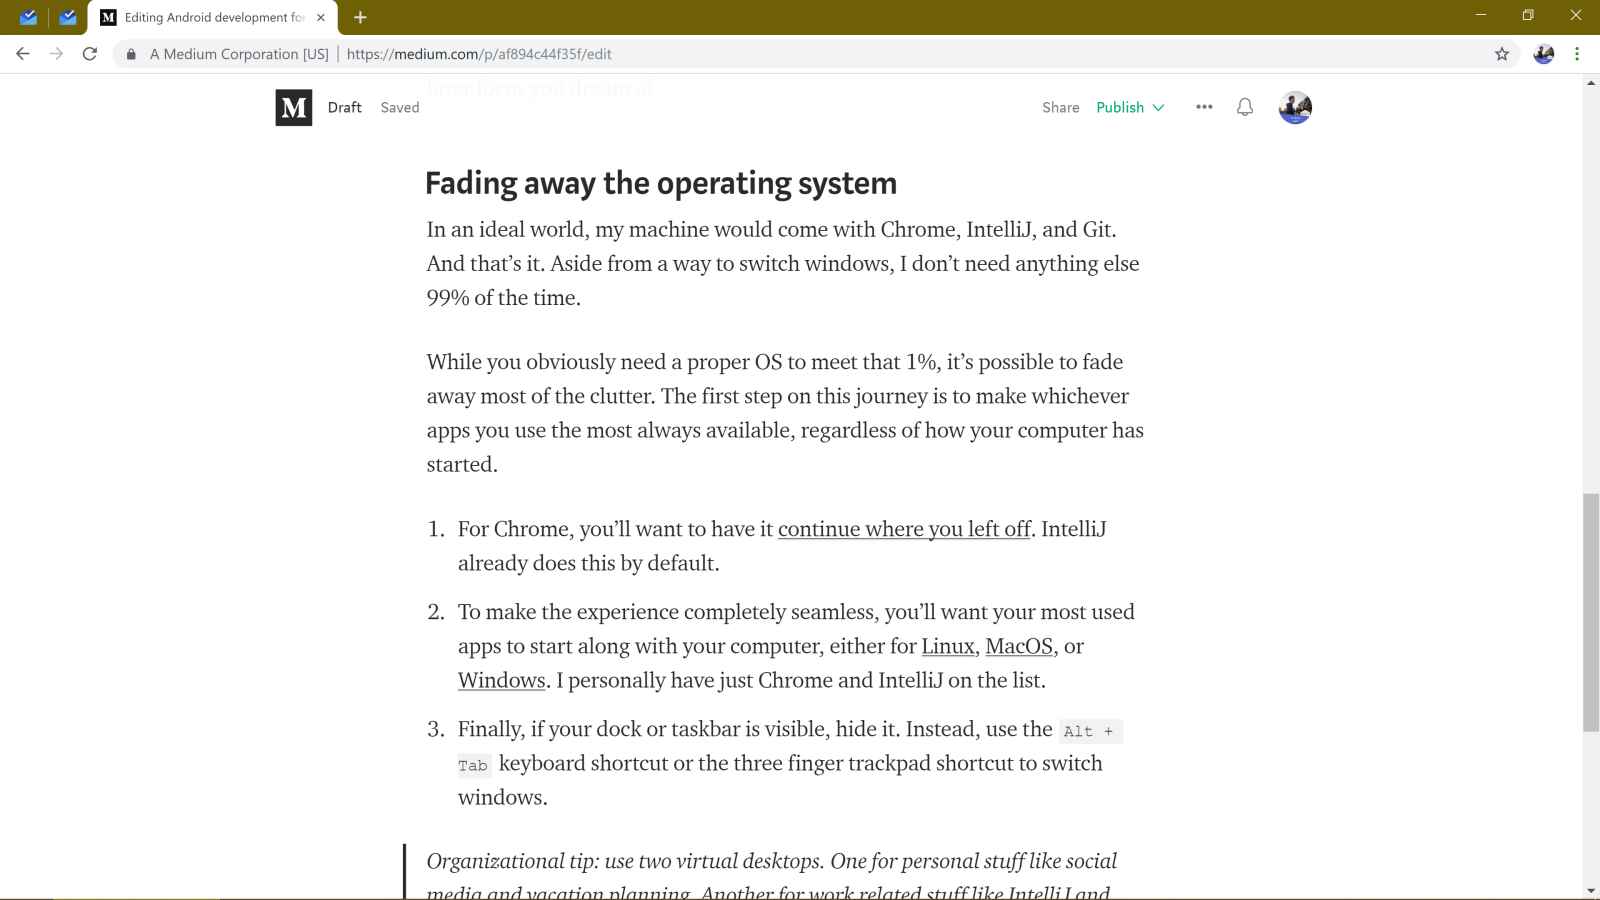 Editing Android development fo
A Medium Corporation [US] | https://medium.com/p/af894c44f35f/edit
M Draft Saved Share Publish
Fading away the operating system
In an ideal world, my machine would come with Chrome, IntelliJ, and Git.
And that’s it. Aside from a way to switch windows, I don’t need anything else
99% of the time.
While you obviously need a proper OS to meet that 1%, it’s possible to fade
away most of the clutter. The first step on this journey is to make whichever
apps you use the most always available, regardless of how your computer has
started.
1. For Chrome, you’ll want to have it continue where you left off. IntelliJ
already does this by default.
2. To make the experience completely seamless, you’ll want your most used
apps to start along with your computer, either for Linux, MacOS, or
Windows. I personally have just Chrome and IntelliJ on the list.
3. Finally, if your dock or taskbar is visible, hide it. Instead, use the Alt +
Tab keyboard shortcut or the three finger trackpad shortcut to switch
windows.
Organizational tip: use two virtual desktops. One for personal stuff like social
media and vacation planning. Another for work related stuff like IntelliJ and